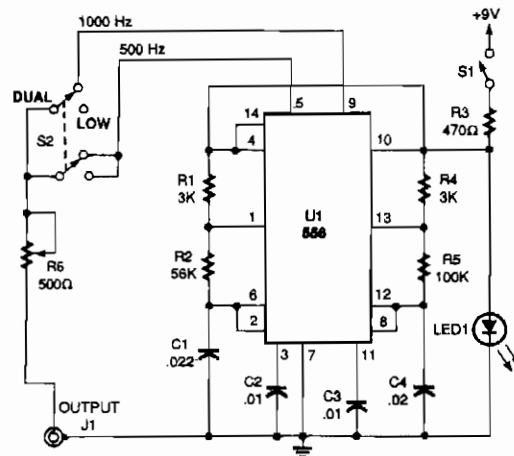 1000 Hz
+9V
500 Hz
S1
DUAL
.5
9
LOW
14
R3
470Ω
S2
4
10
R1
3K
R4
3K
U1
556
1
13
R2
56K
R5
100K
R6
500Ω
6
12
2
8
LED1
C1
.022
3
7
11
C2
.01
C3
.01
C4
.02
OUTPUT
J1